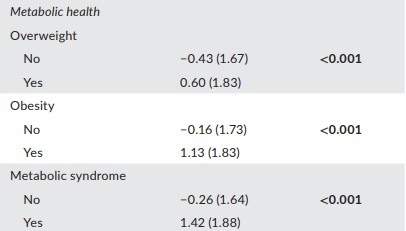 Metabolic health
Overweight
No −0.43 (1.67) <0.001
Yes 0.60 (1.83)
Obesity
No −0.16 (1.73) <0.001
Yes 1.13 (1.83)
Metabolic syndrome
No −0.26 (1.64) <0.001
Yes 1.42 (1.88)